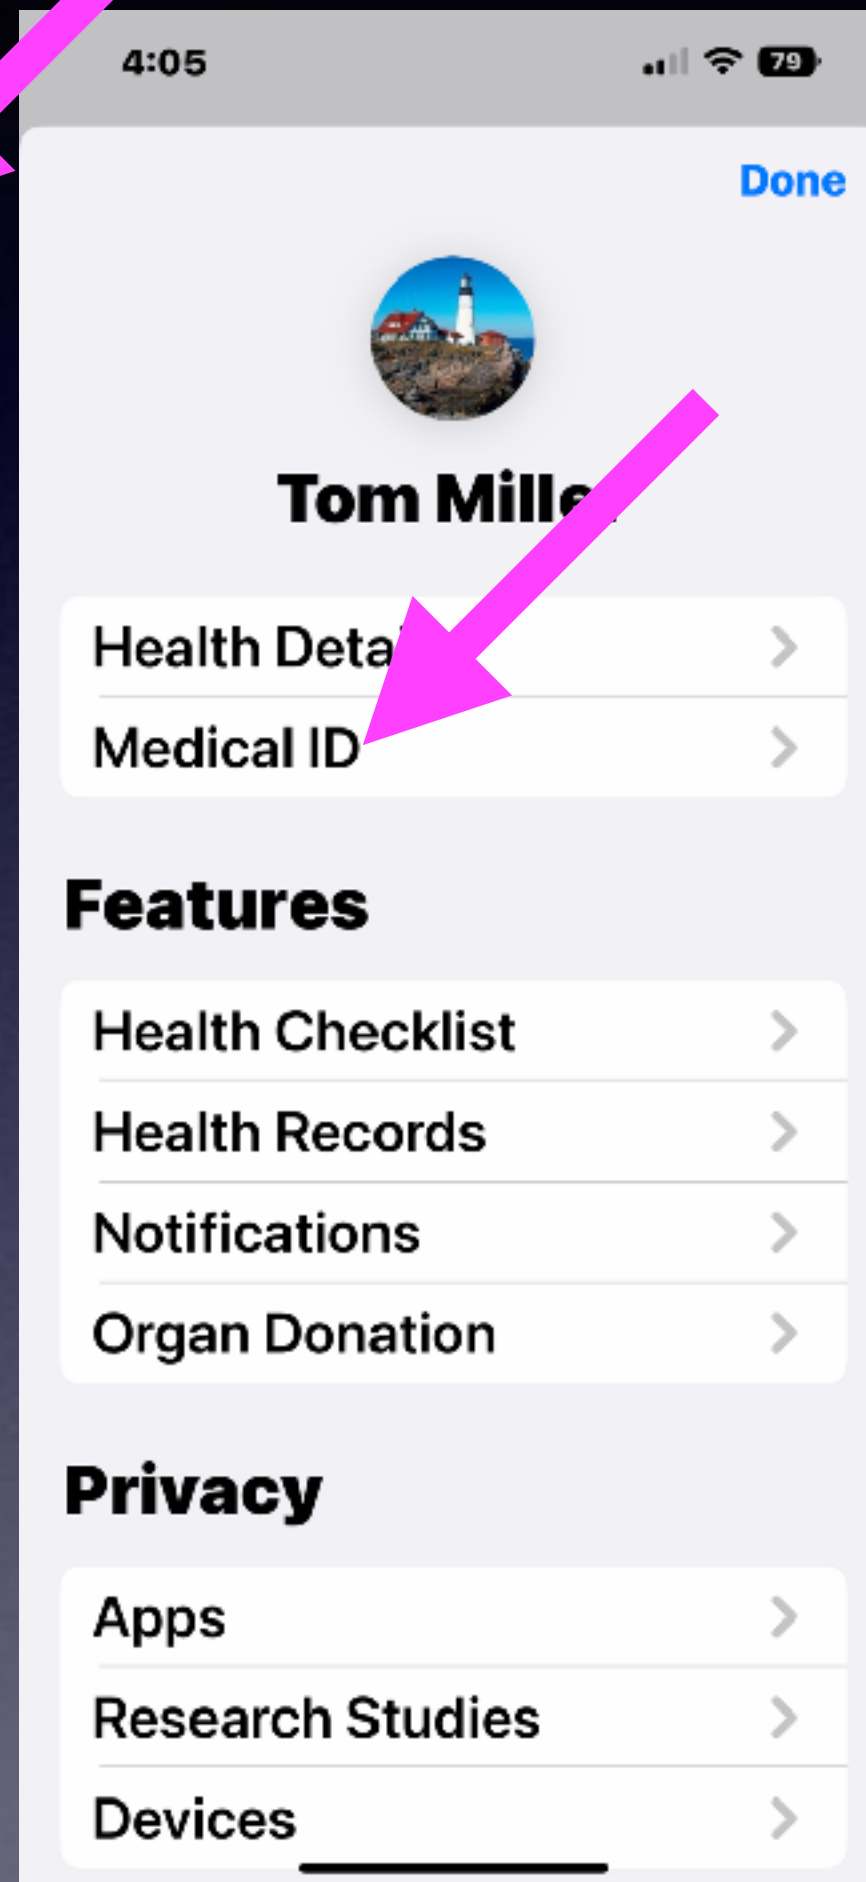 4:05
79
Done
Tom Mille
Health Deta
Medical ID
Features
Health Checklist
Health Records
Notifications
Organ Donation
Privacy
Apps
Research Studies
Devices